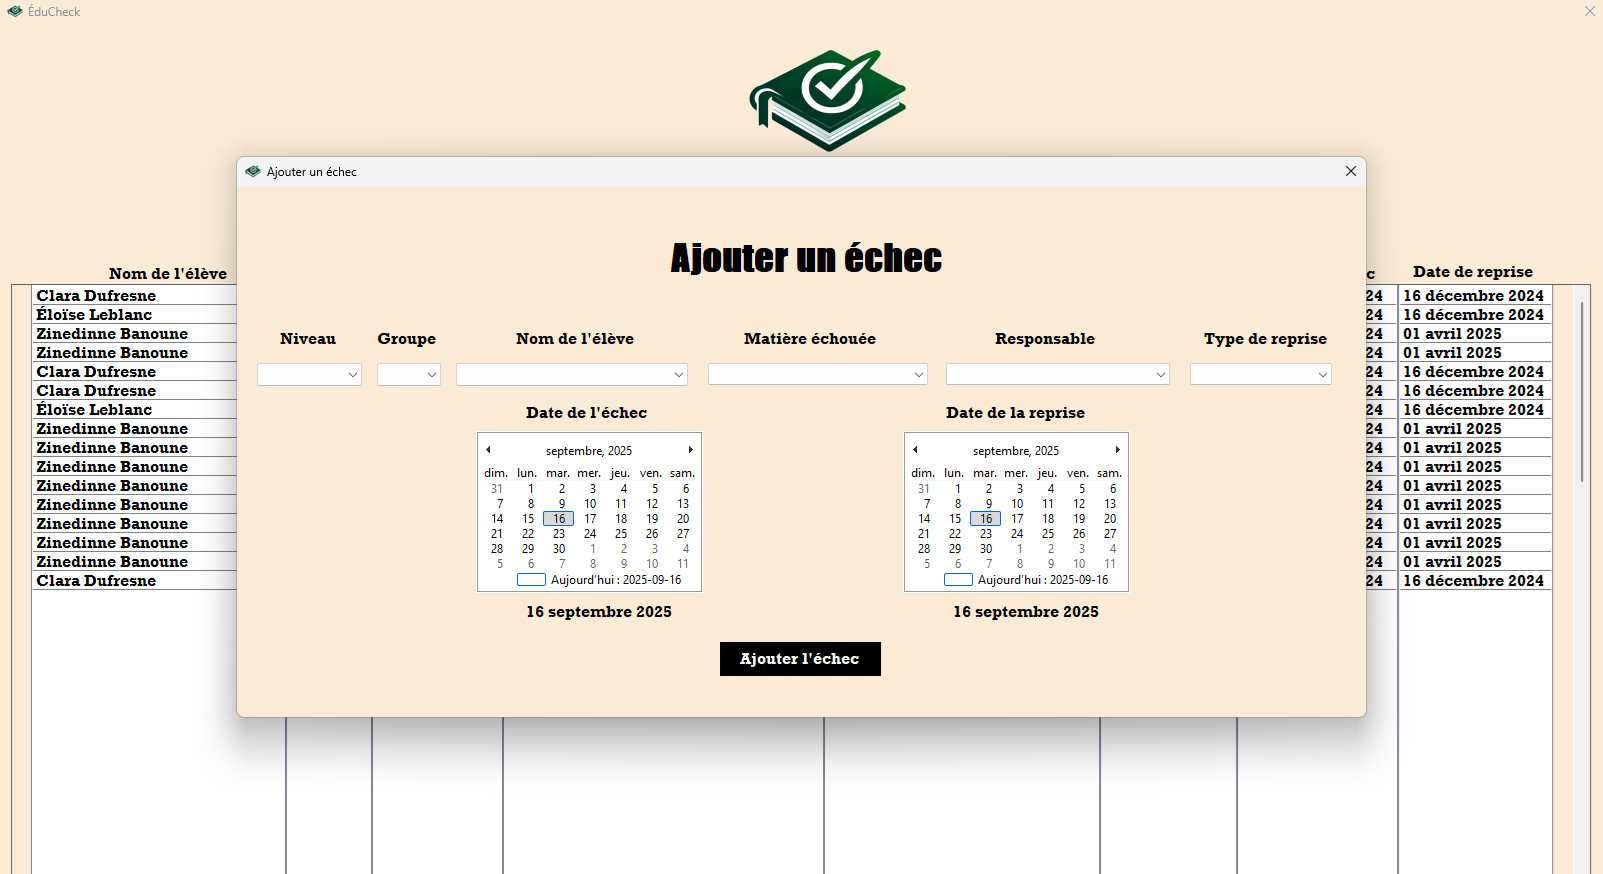 ÉduCheck
Ajouter un échec
Ajouter un échec
Niveau Groupe Nom de l'élève Matière échouée Responsable Type de reprise
Date de l'échec Date de la reprise
septembre, 2025
dim. lun. mar. mer. jeu. ven. sam.
31 1 2 3 4 5 6
7 8 9 10 11 12 13
14 15 16 17 18 19 20
21 22 23 24 25 26 27
28 29 30 1 2 3 4
5 6 7 8 9 10 11
Aujourd'hui : 2025-09-16
16 septembre 2025
septembre, 2025
dim. lun. mar. mer. jeu. ven. sam.
31 1 2 3 4 5 6
7 8 9 10 11 12 13
14 15 16 17 18 19 20
21 22 23 24 25 26 27
28 29 30 1 2 3 4
5 6 7 8 9 10 11
Aujourd'hui : 2025-09-16
16 septembre 2025
Ajouter l'échec
Nom de l'élève c Date de reprise
Clara Dufresne 24 16 décembre 2024
Éloïse Leblanc 24 16 décembre 2024
Zinedinne Banoune 24 01 avril 2025
Zinedinne Banoune 24 01 avril 2025
Clara Dufresne 24 16 décembre 2024
Clara Dufresne 24 16 décembre 2024
Éloïse Leblanc 24 16 décembre 2024
Zinedinne Banoune 24 01 avril 2025
Zinedinne Banoune 24 01 avril 2025
Zinedinne Banoune 24 01 avril 2025
Zinedinne Banoune 24 01 avril 2025
Zinedinne Banoune 24 01 avril 2025
Zinedinne Banoune 24 01 avril 2025
Zinedinne Banoune 24 01 avril 2025
Zinedinne Banoune 24 01 avril 2025
Clara Dufresne 24 16 décembre 2024